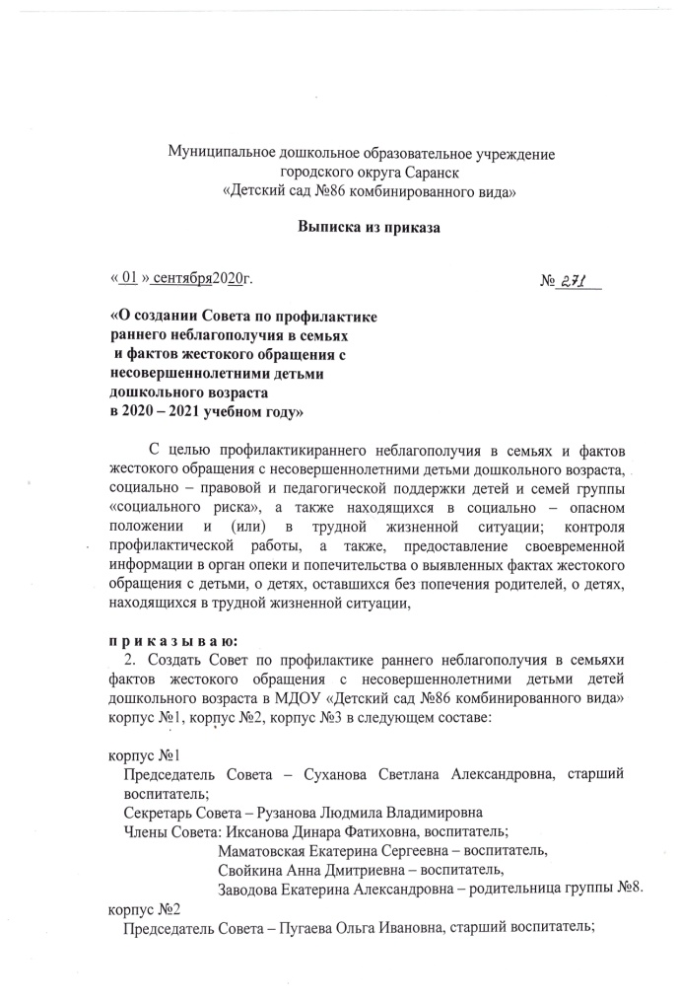 Муниципальное дошкольное образовательное учреждение
городского округа Саранск
«Детский сад №86 комбинированного вида»
Выписка из приказа
« 01 » сентября2020г.
№ 271
«О создании Совета по профилактике
раннего неблагополучия в семьях
и фактов жестокого обращения с
несовершеннолетними детьми
дошкольного возраста
в 2020 – 2021 учебном году»
С целью профилактикираннего неблагополучия в семьях и фактов
жестокого обращения с несовершеннолетними детьми дошкольного возраста,
социально – правовой и педагогической поддержки детей и семей группы
«социального риска», а также находящихся в социально – опасном
положении и (или) в трудной жизненной ситуации; контроля
профилактической работы, а также, предоставление своевременной
информации в орган опеки и попечительства о выявленных фактах жестокого
обращения с детьми, о детях, оставшихся без попечения родителей, о детях,
находящихся в трудной жизненной ситуации,
п р и к а з ы в а ю:
2. Создать Совет по профилактике раннего неблагополучия в семьяхи
фактов жестокого обращения с несовершеннолетними детьми детей
дошкольного возраста в МДОУ «Детский сад №86 комбинированного вида»
корпус №1, корпус №2, корпус №3 в следующем составе:
корпус №1
Председатель Совета – Суханова Светлана Александровна, старший
воспитатель;
Секретарь Совета – Рузанова Людмила Владимировна
Члены Совета: Иксанова Динара Фатиховна, воспитатель;
Маматовская Екатерина Сергеевна – воспитатель,
Свойкина Анна Дмитриевна – воспитатель,
Заводова Екатерина Александровна – родительница группы №8.
корпус №2
Председатель Совета – Пугаева Ольга Ивановна, старший воспитатель;